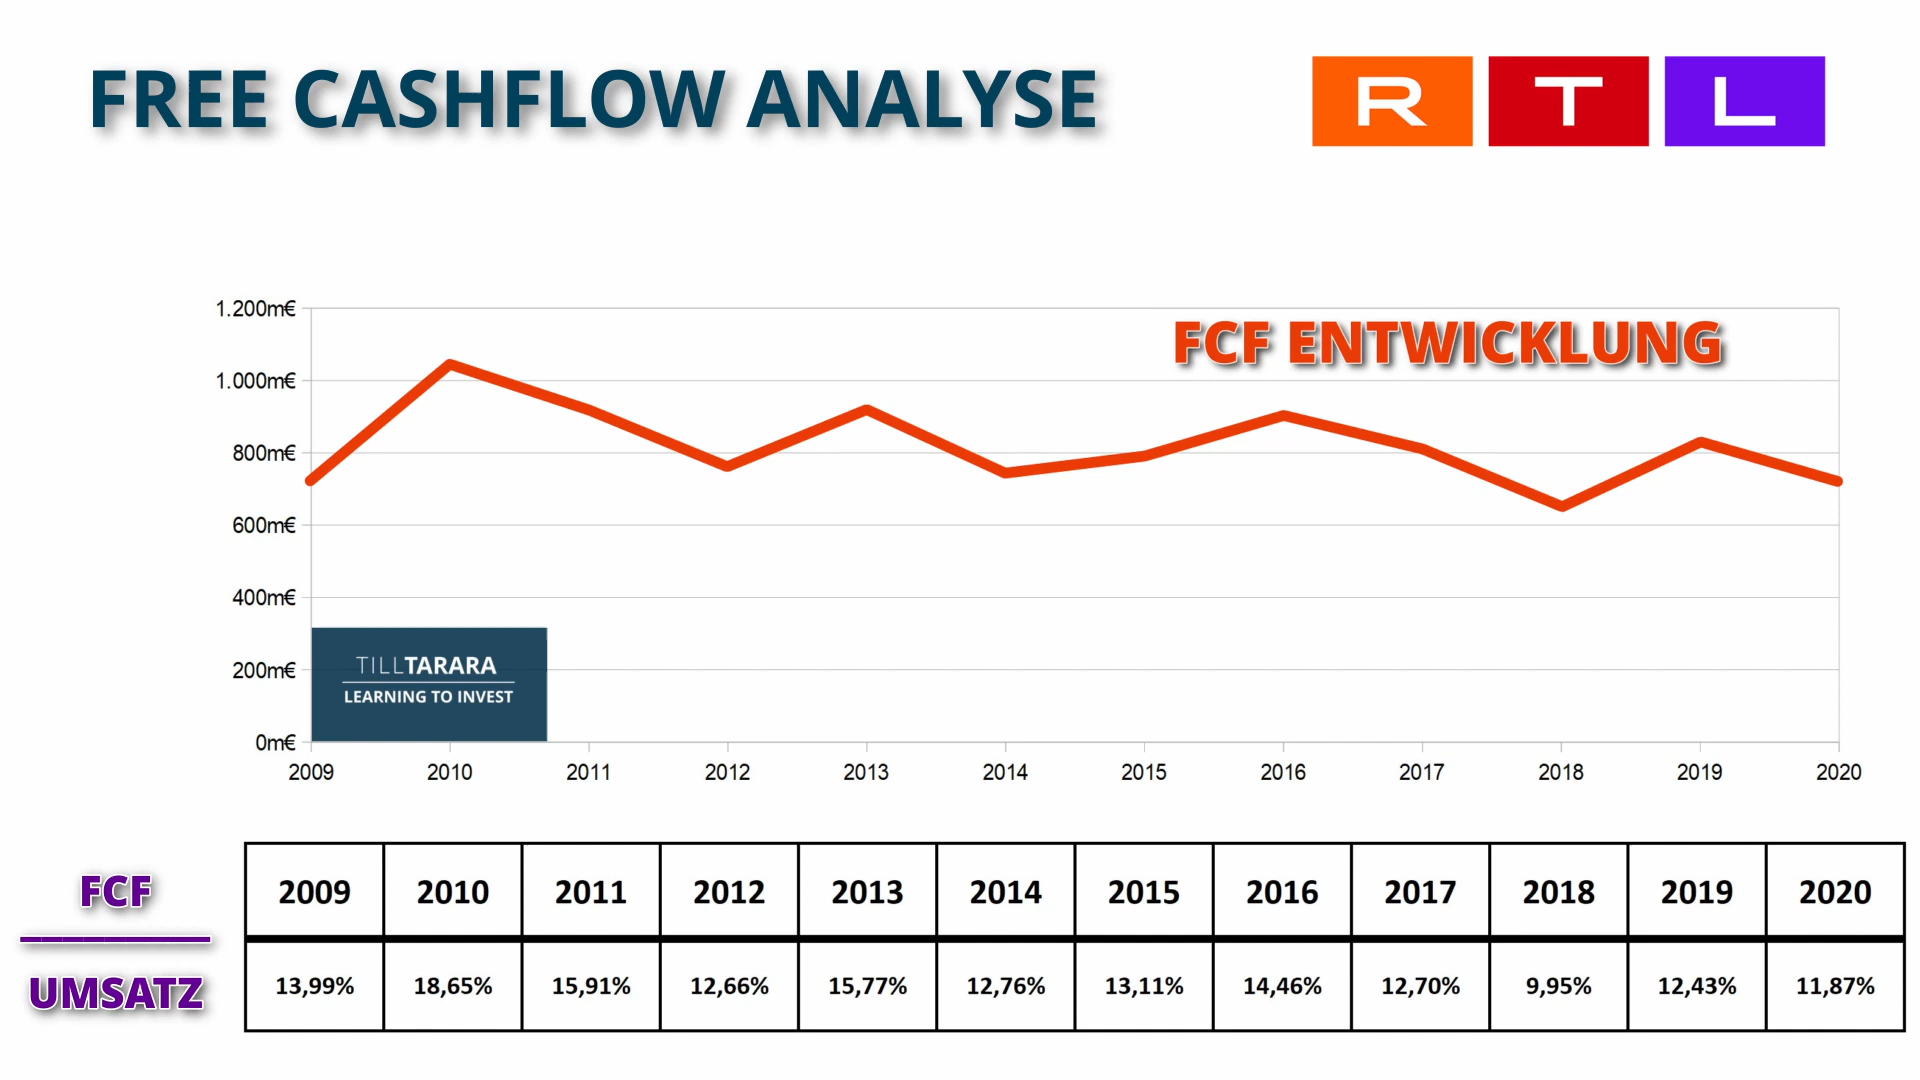 FREE CASHFLOW ANALYSE
R T L
FCF ENTWICKLUNG
1.200m€
1.000m€
800m€
600m€
400m€
200m€
0m€
TILLTARARA
LEARNING TO INVEST
2009 2010 2011 2012 2013 2014 2015 2016 2017 2018 2019 2020
FCF
UMSATZ
2009 2010 2011 2012 2013 2014 2015 2016 2017 2018 2019 2020
13,99% 18,65% 15,91% 12,66% 15,77% 12,76% 13,11% 14,46% 12,70% 9,95% 12,43% 11,87%